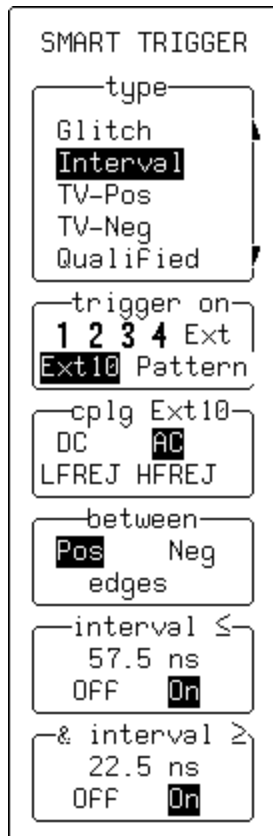 SMART TRIGGER
type
Glitch
Interval
TV-Pos
TV-Neg
Qualified
trigger on
1 2 3 4 Ext
Ext10 Pattern
cplg Ext10
DC AC
LFREJ HFREJ
between
Pos Neg
edges
interval ≤
57.5 ns
OFF On
& interval ≥
22.5 ns
OFF On